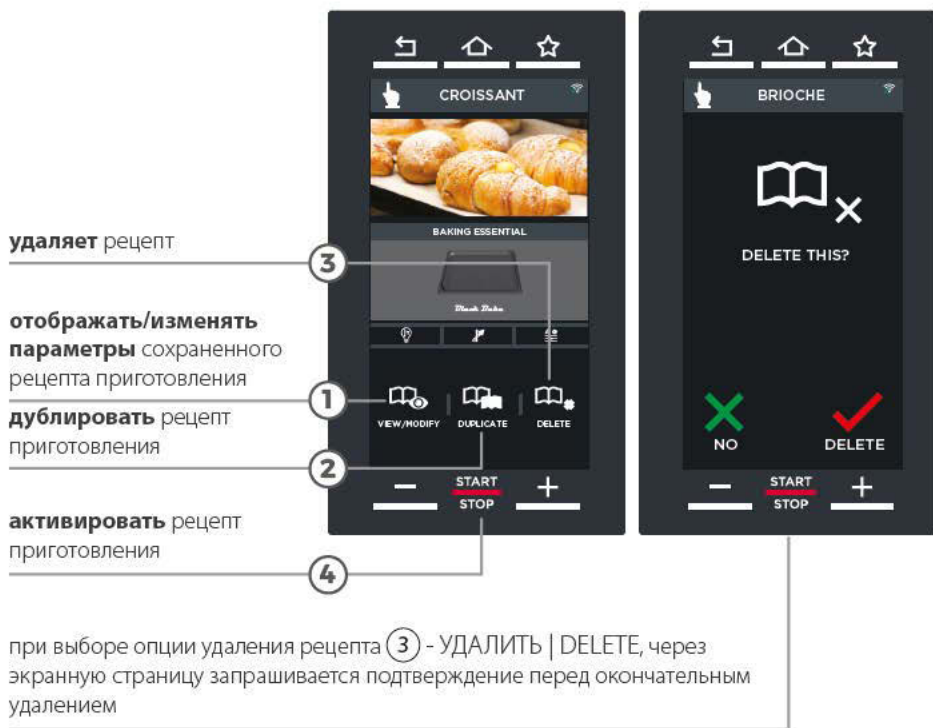 CROISSANT
BAKING ESSENTIAL
Black Bake
VIEW/MODIFY
DUPLICATE
DELETE
START
STOP
BRIOCHE
DELETE THIS?
NO
DELETE
START
STOP
удаляет рецепт
3
отображать/изменять
параметры сохраненного
рецепта приготовления
1
дублировать рецепт
приготовления
2
активировать рецепт
приготовления
4
при выборе опции удаления рецепта 3 - УДАЛИТЬ | DELETE, через
экранную страницу запрашивается подтверждение перед окончательным
удалением